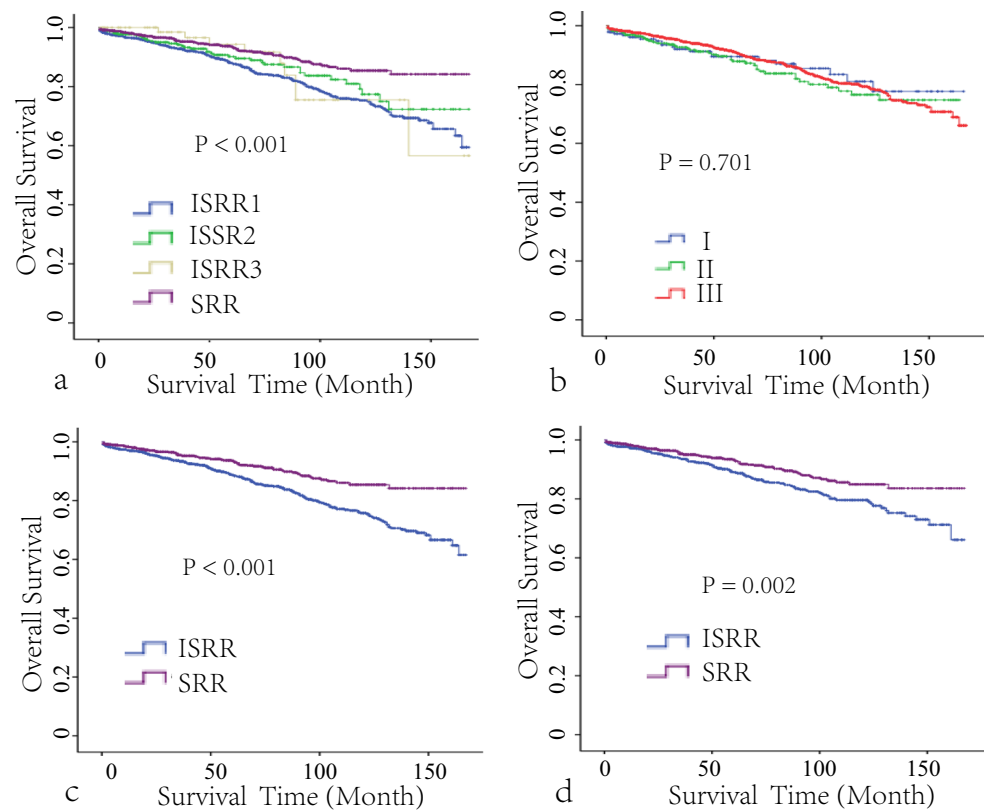 Overall Survival
1.0
0.8
0.6
0.4
0.2
0
P < 0.001
ISRR1
ISSR2
ISRR3
SRR
0 50 100 150
Survival Time (Month)
a
Overall Survival
1.0
0.8
0.6
0.4
0.2
0
P = 0.701
I
II
III
0 50 100 150
Survival Time (Month)
b
Overall Survival
1.0
0.8
0.6
0.4
0.2
0
P < 0.001
ISRR
SRR
0 50 100 150
Survival Time (Month)
c
Overall Survival
1.0
0.8
0.6
0.4
0.2
0
P = 0.002
ISRR
SRR
0 50 100 150
Survival Time (Month)
d